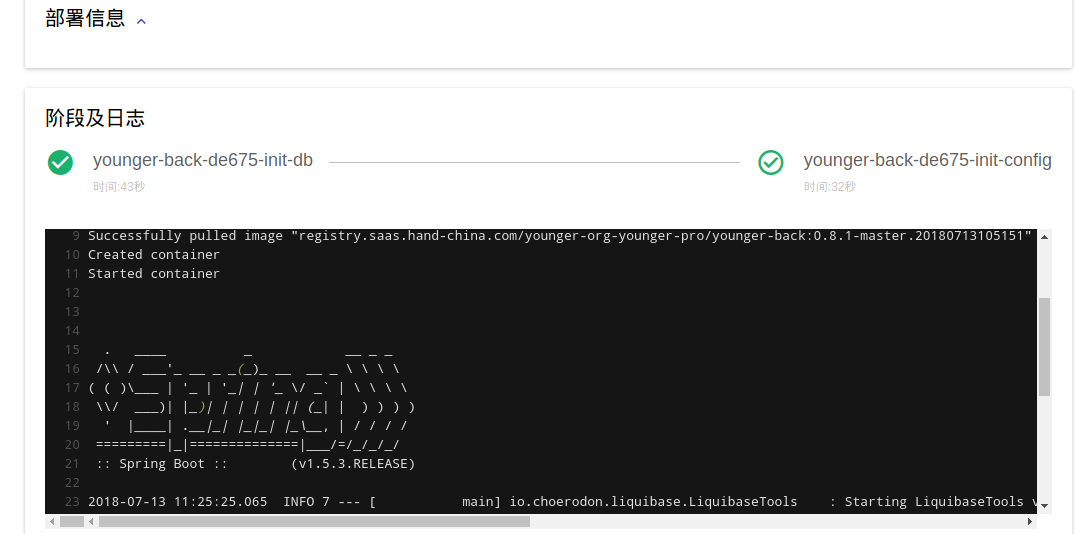 部署信息
阶段及日志
younger-back-de675-init-db
时间:43秒
younger-back-de675-init-config
时间:32秒
9 Successfully pulled image "registry.saas.hand-china.com/younger-org-younger-pro/younger-back:0.8.1-master.20180713105151"
10 Created container
11 Started container
12
13
14
15   .   ____          _            __ _ _
16  /\\ / ___'_ __ _ _(_)_ __  __ _ \ \ \ \
17 ( ( )\___ | '_ | '_| | '_ \/ _` | \ \ \ \
18  \\/  ___)| |_)| | | | | || (_| |  ) ) ) )
19   '  |____| .__|_| |_|_| |_\__, | / / / /
20  =========|_|==============|___/=/_/_/_/
21  :: Spring Boot ::        (v1.5.3.RELEASE)
22
23 2018-07-13 11:25:25.065  INFO 7 --- [           main] io.choerodon.liquibase.LiquibaseTools    : Starting LiquibaseTools v